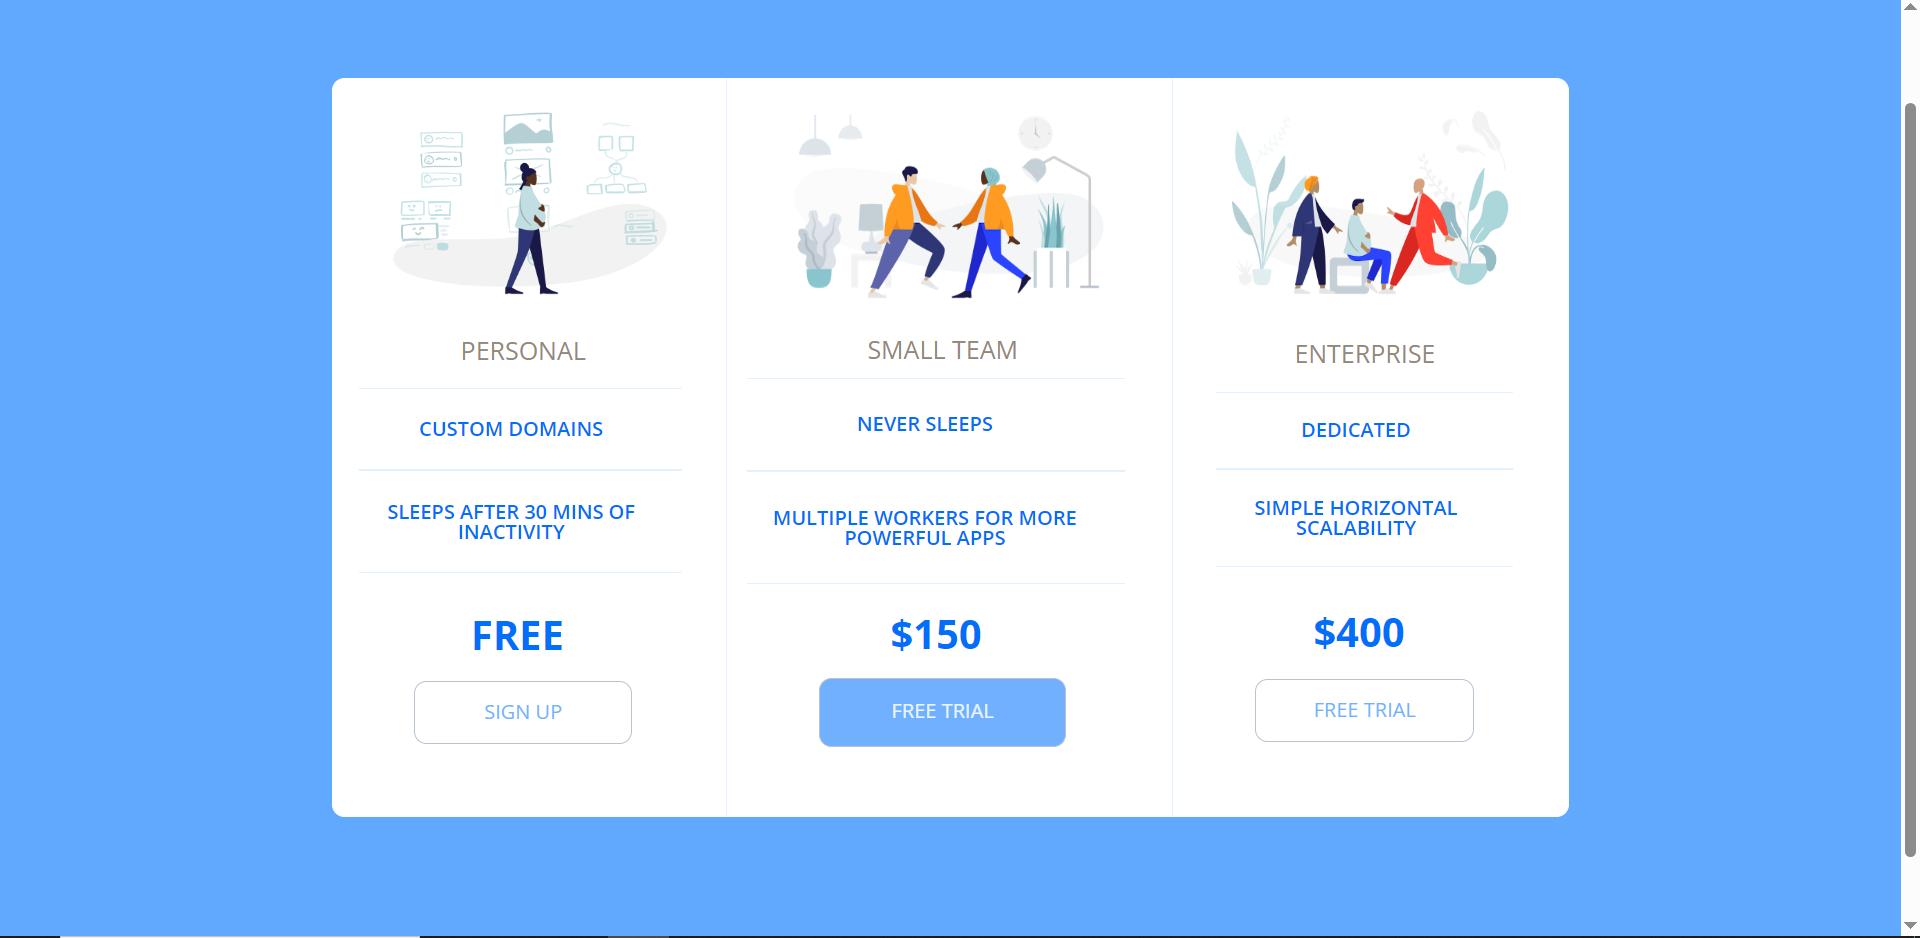 PERSONAL
CUSTOM DOMAINS
SLEEPS AFTER 30 MINS OF
INACTIVITY
FREE
SIGN UP
SMALL TEAM
NEVER SLEEPS
MULTIPLE WORKERS FOR MORE
POWERFUL APPS
$150
FREE TRIAL
ENTERPRISE
DEDICATED
SIMPLE HORIZONTAL
SCALABILITY
$400
FREE TRIAL